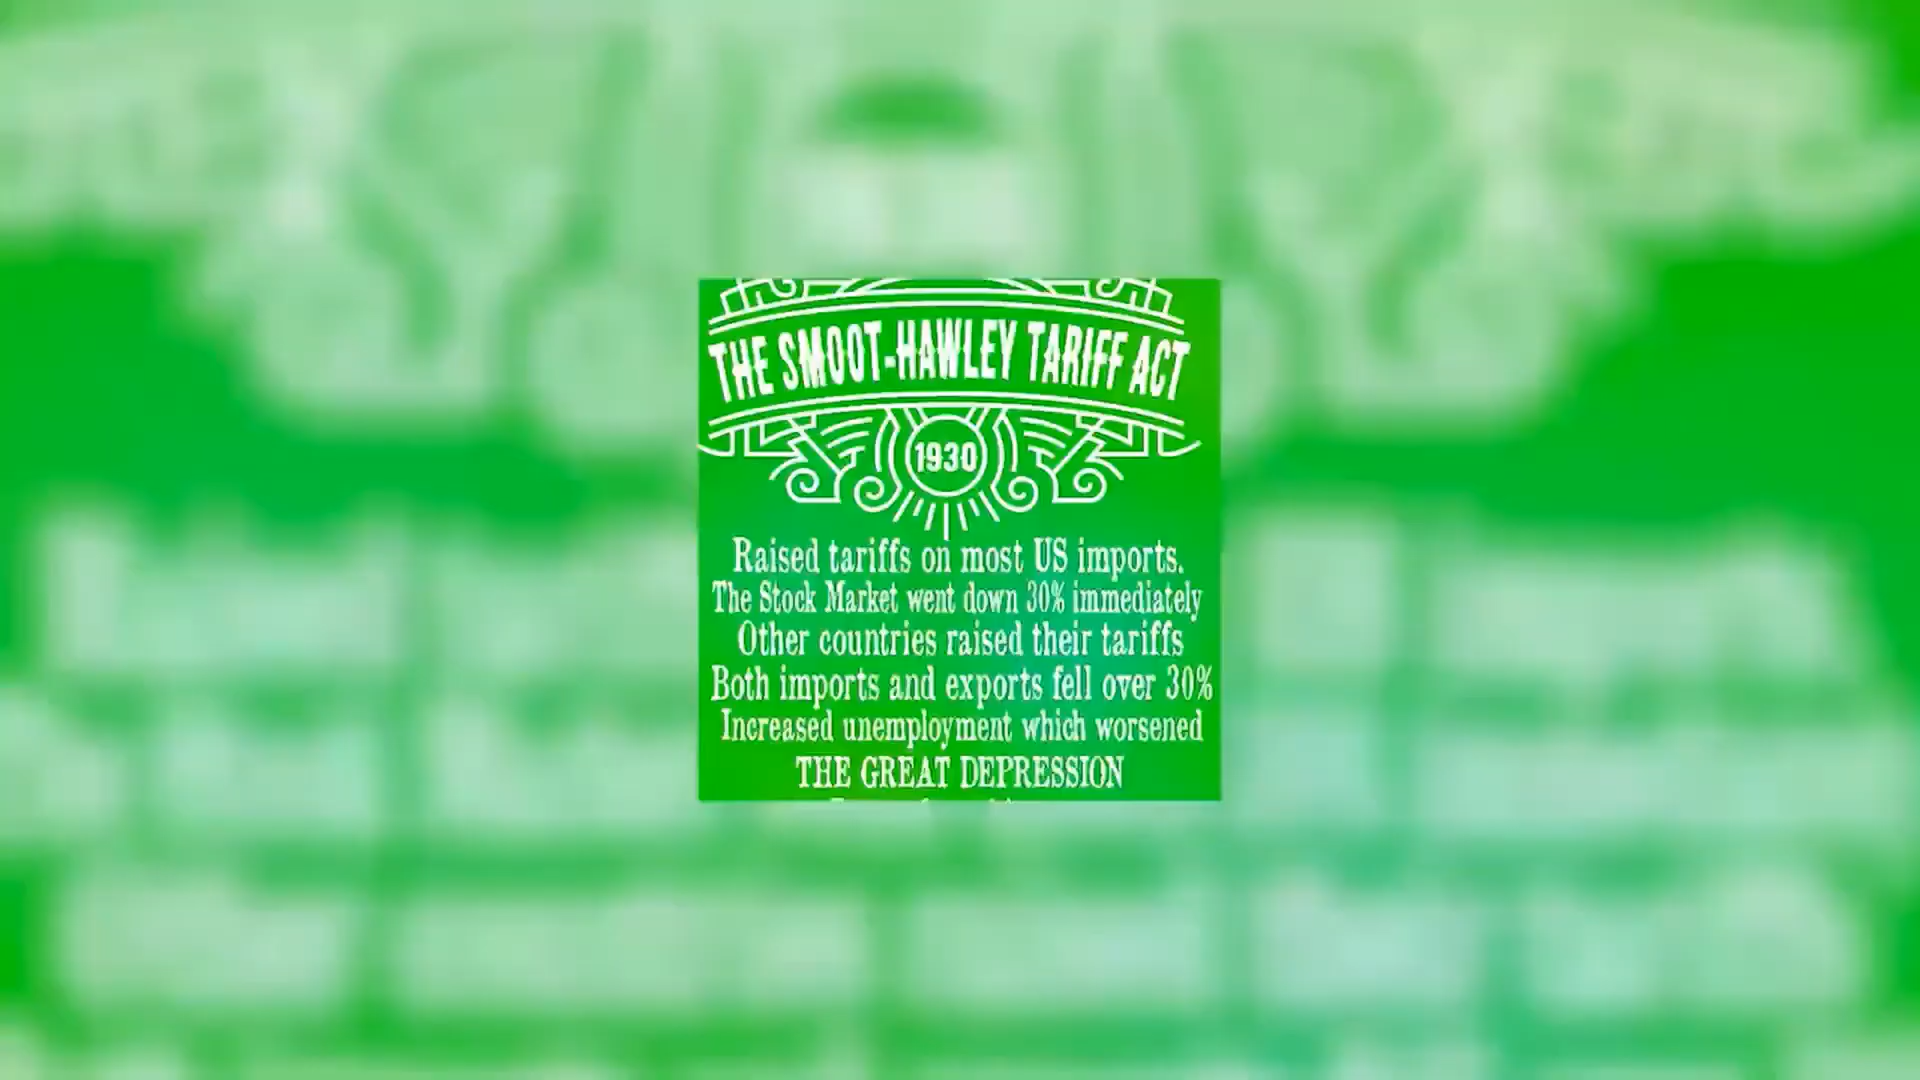 THE SMOOT-HAWLEY TARIFF ACT
1930
Raised tariffs on most US imports.
The Stock Market went down 30% immediately
Other countries raised their tariffs
Both imports and exports fell over 30%
Increased unemployment which worsened
THE GREAT DEPRESSION